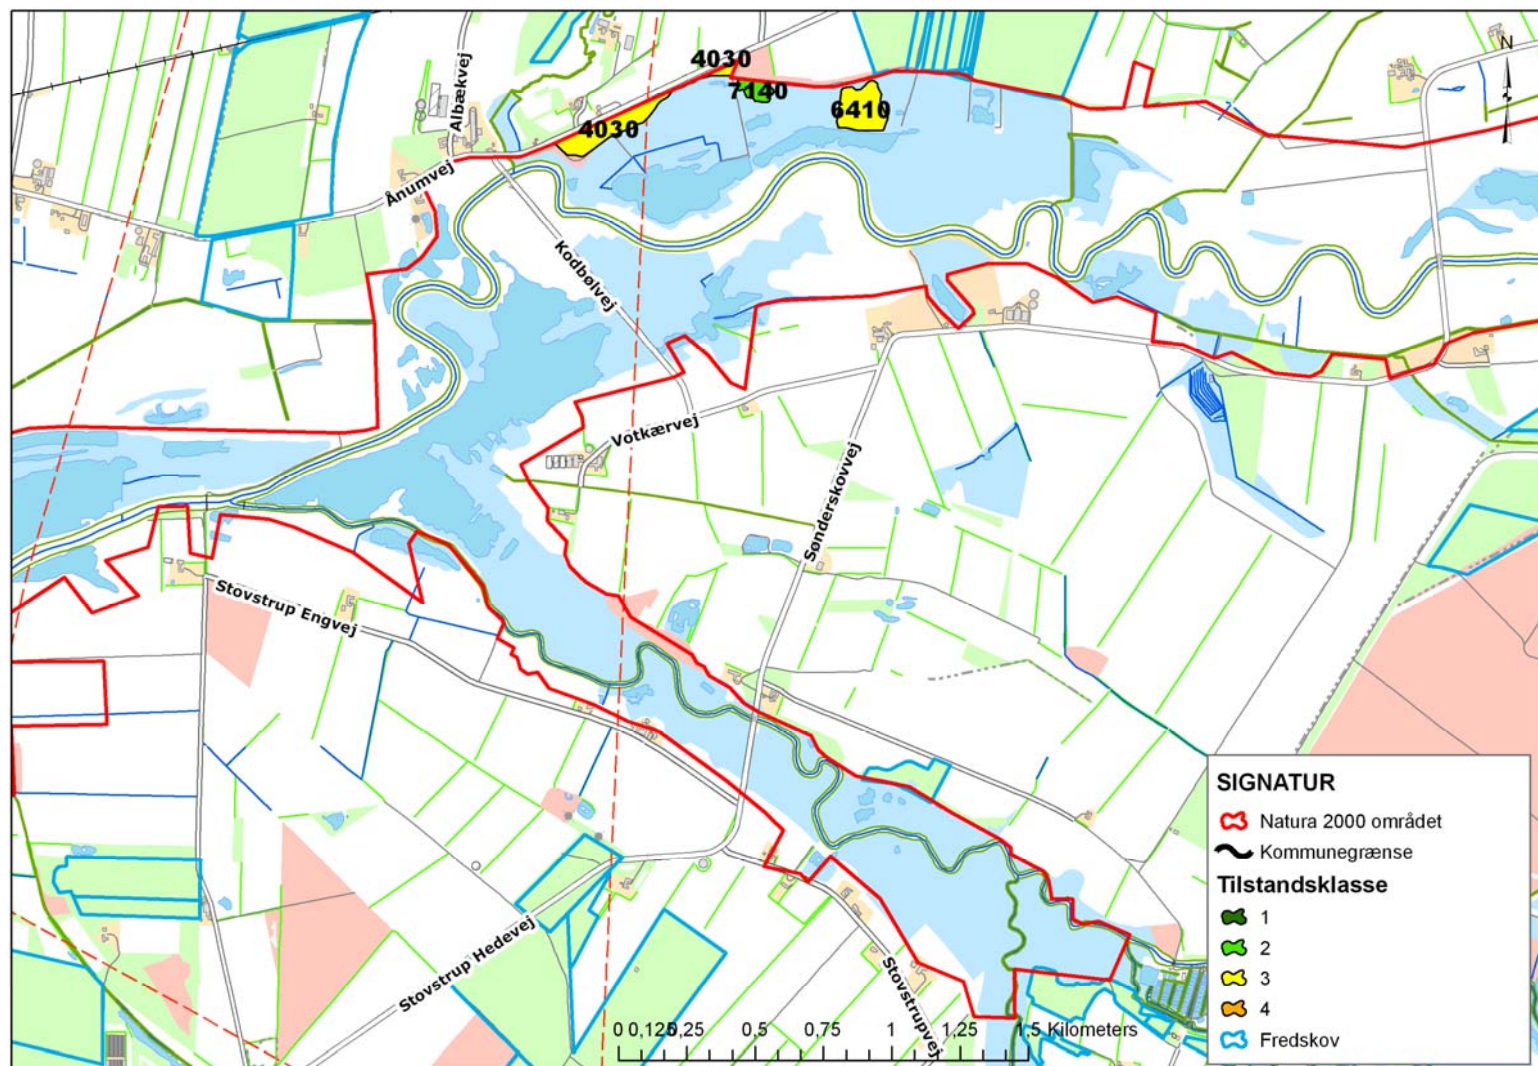 4030
7140
6410
4030
N
Albækvej
Ånumvej
Kodbølvej
Votkærvej
Sønderskovvej
Stovstrup Engvej
Stovstrup Hedevej
Stovstrupvej
0 0,125 0,25 0,5 0,75 1 1,25 1,5 Kilometers
SIGNATUR
Natura 2000 området
Kommunegrænse
Tilstandsklasse
1
2
3
4
Fredskov